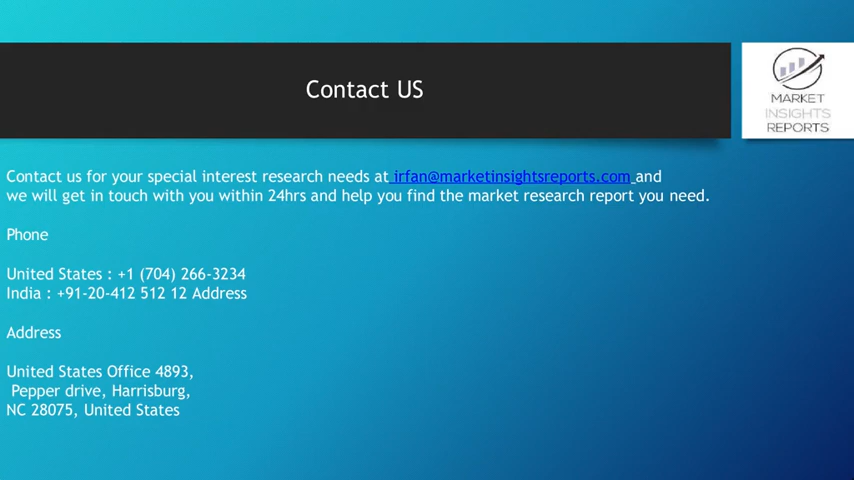 Contact US
MARKET
INSIGHTS
REPORTS
Contact us for your special interest research needs at irfan@marketinsightsreports.com and
we will get in touch with you within 24hrs and help you find the market research report you need.
Phone
United States : +1 (704) 266-3234
India : +91-20-412 512 12 Address
Address
United States Office 4893,
Pepper drive, Harrisburg,
NC 28075, United States